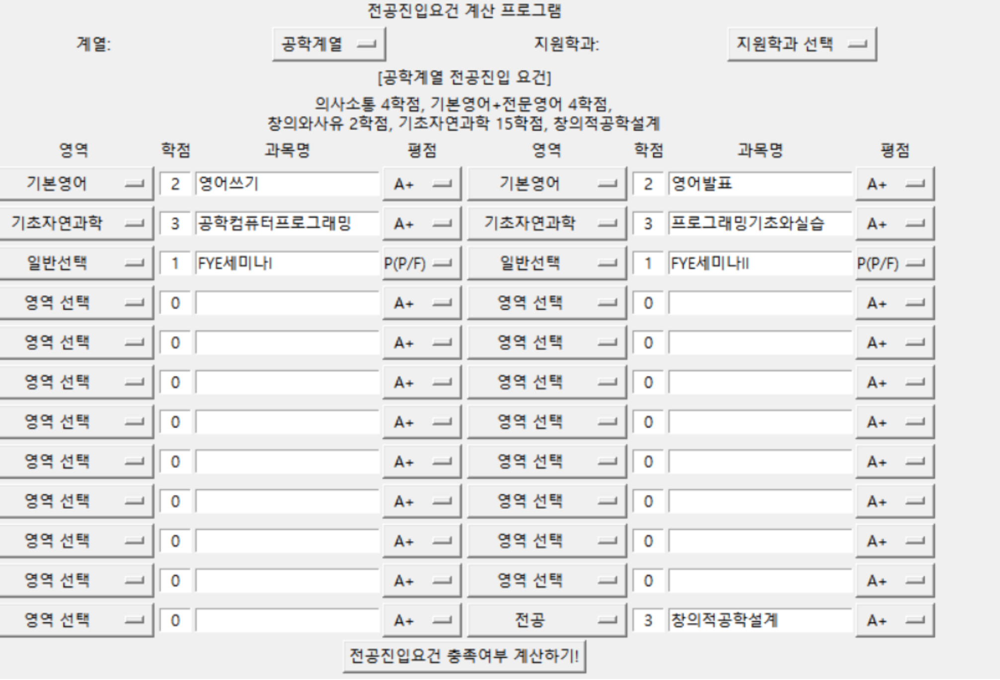 전공진입요건 계산 프로그램
계열: 공학계열 지원학과: 지원학과 선택
[공학계열 전공진입 요건]
의사소통 4학점, 기본영어+전문영어 4학점,
창의와사유 2학점, 기초자연과학 15학점, 창의적공학설계
영역 학점 과목명 평점 영역 학점 과목명 평점
기본영어 2 영어쓰기 A+ 기본영어 2 영어발표 A+
기초자연과학 3 공학컴퓨터프로그래밍 A+ 기초자연과학 3 프로그래밍기초와실습 A+
일반선택 1 FYE세미나I P(P/F) 일반선택 1 FYE세미나II P(P/F)
영역 선택 0 A+ 영역 선택 0 A+
영역 선택 0 A+ 영역 선택 0 A+
영역 선택 0 A+ 영역 선택 0 A+
영역 선택 0 A+ 영역 선택 0 A+
영역 선택 0 A+ 영역 선택 0 A+
영역 선택 0 A+ 영역 선택 0 A+
영역 선택 0 A+ 영역 선택 0 A+
영역 선택 0 A+ 영역 선택 0 A+
영역 선택 0 A+ 전공 3 창의적공학설계 A+
전공진입요건 충족여부 계산하기!